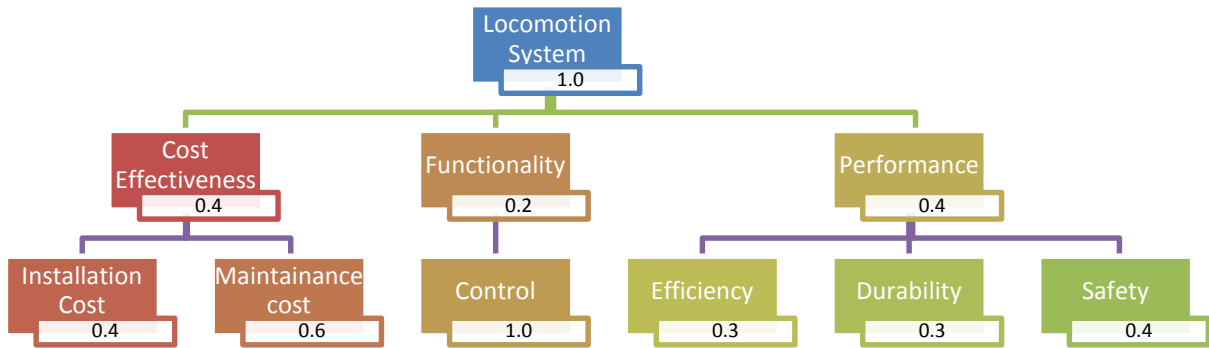 Locomotion
System
1.0
Cost
Effectiveness
0.4
Functionality
0.2
Performance
0.4
Installation
Cost
0.4
Maintainance
cost
0.6
Control
1.0
Efficiency
0.3
Durability
0.3
Safety
0.4